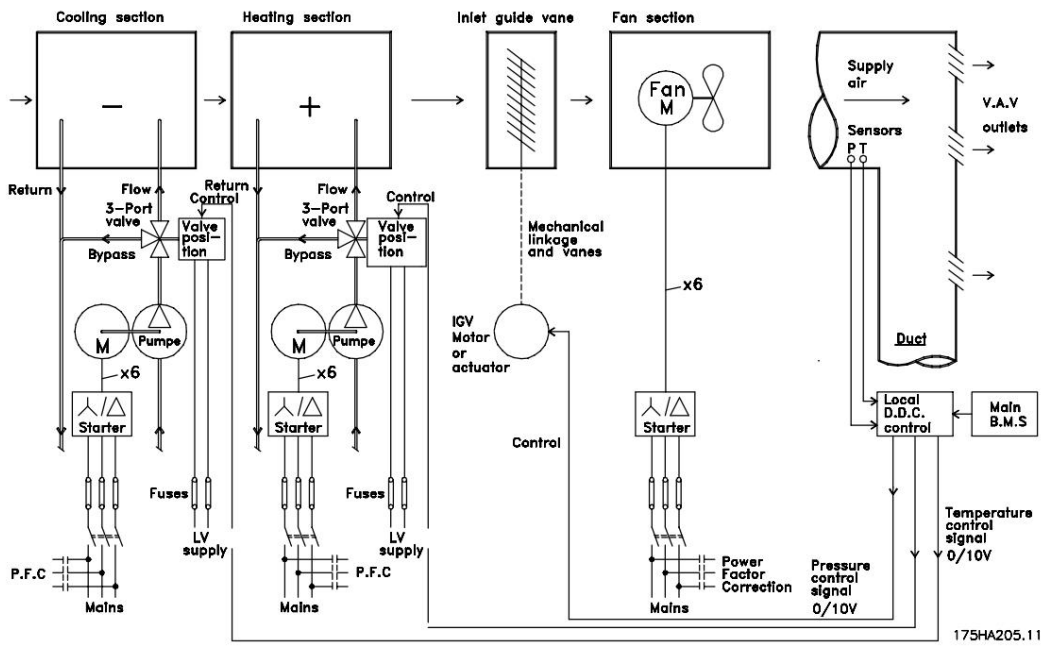 Cooling section
Heating section
Inlet guide vane
Fan section
−
+
Fan
M
Supply
air
Sensors
P T
V.A.V
outlets
Return
Flow
Return
Control
3-Port
valve
Valve
posi-
tion
Bypass
Flow
Control
3-Port
valve
Valve
posi-
tion
Bypass
Mechanical
linkage
and vanes
x6
M
Pumpe
M
Pumpe
IGV
Motor
or
actuator
Duct
x6
x6
/
Starter
/
Starter
/
Starter
Local
D.D.C.
control
Main
B.M.S
Control
Fuses
Fuses
LV
supply
LV
supply
Temperature
control
signal
0/10V
P.F.C
P.F.C
Power
Factor
Correction
Pressure
control
signal
0/10V
Mains
Mains
Mains
175HA205.11